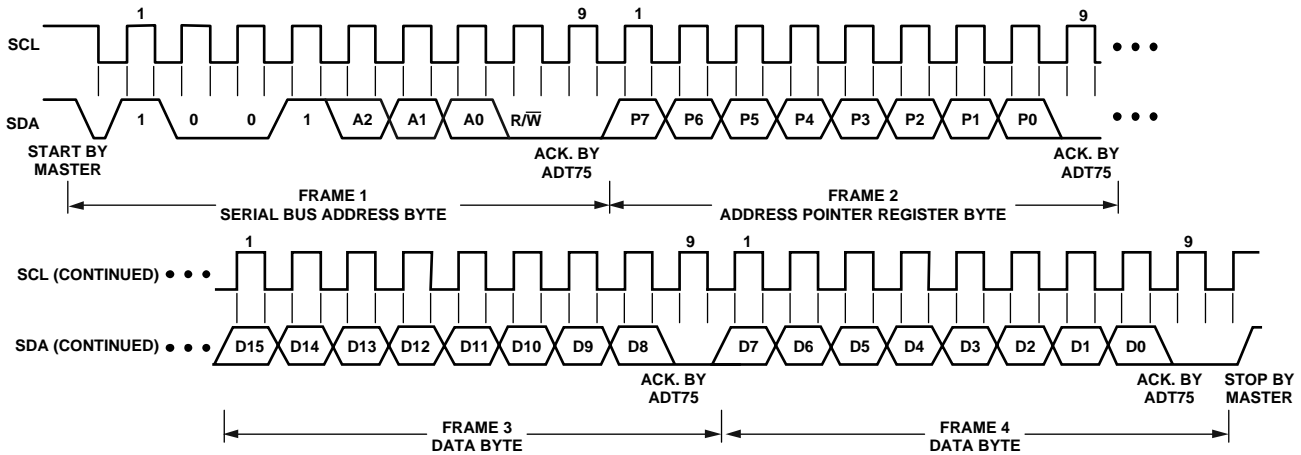 1 9 1 9
SCL
SDA 1 0 0 1 A2 A1 A0 R/W̅ P7 P6 P5 P4 P3 P2 P1 P0
START BY
MASTER
ACK. BY
ADT75
ACK. BY
ADT75
FRAME 1
SERIAL BUS ADDRESS BYTE
FRAME 2
ADDRESS POINTER REGISTER BYTE
1 9 1 9
SCL (CONTINUED)
SDA (CONTINUED) D15 D14 D13 D12 D11 D10 D9 D8 D7 D6 D5 D4 D3 D2 D1 D0
ACK. BY
ADT75
ACK. BY
ADT75
STOP BY
MASTER
FRAME 3
DATA BYTE
FRAME 4
DATA BYTE